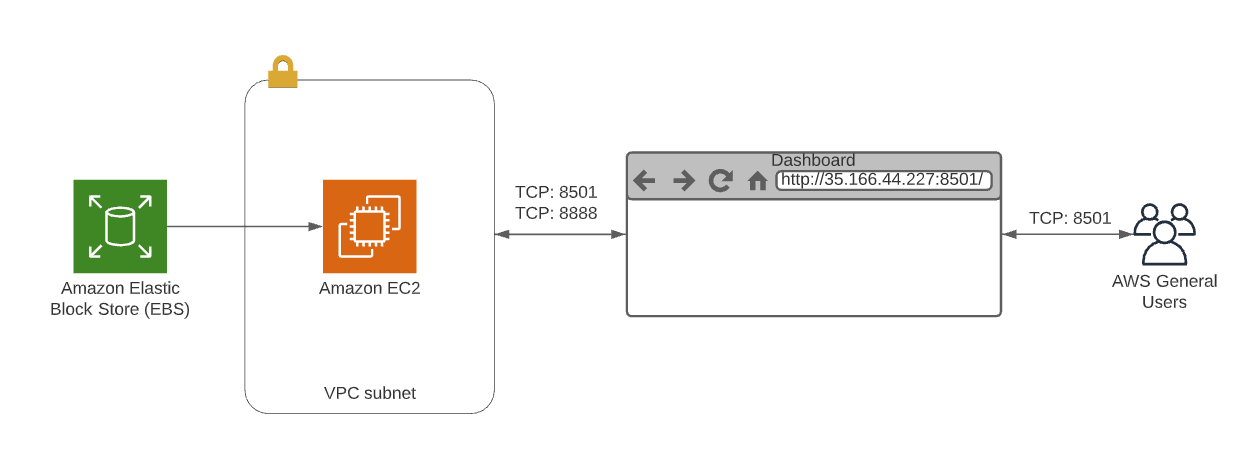 Amazon Elastic
Block Store (EBS)
Amazon EC2
VPC subnet
TCP: 8501
TCP: 8888
Dashboard
http://35.166.44.227:8501/
TCP: 8501
AWS General
Users